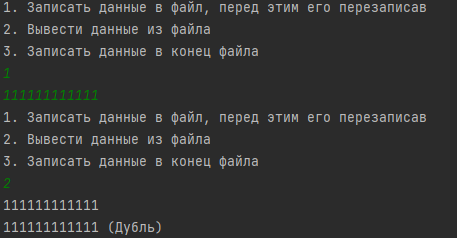 1. Записать данные в файл, перед этим его перезаписав
2. Вывести данные из файла
3. Записать данные в конец файла
1
111111111111
1. Записать данные в файл, перед этим его перезаписав
2. Вывести данные из файла
3. Записать данные в конец файла
2
111111111111
111111111111 (Дубль)